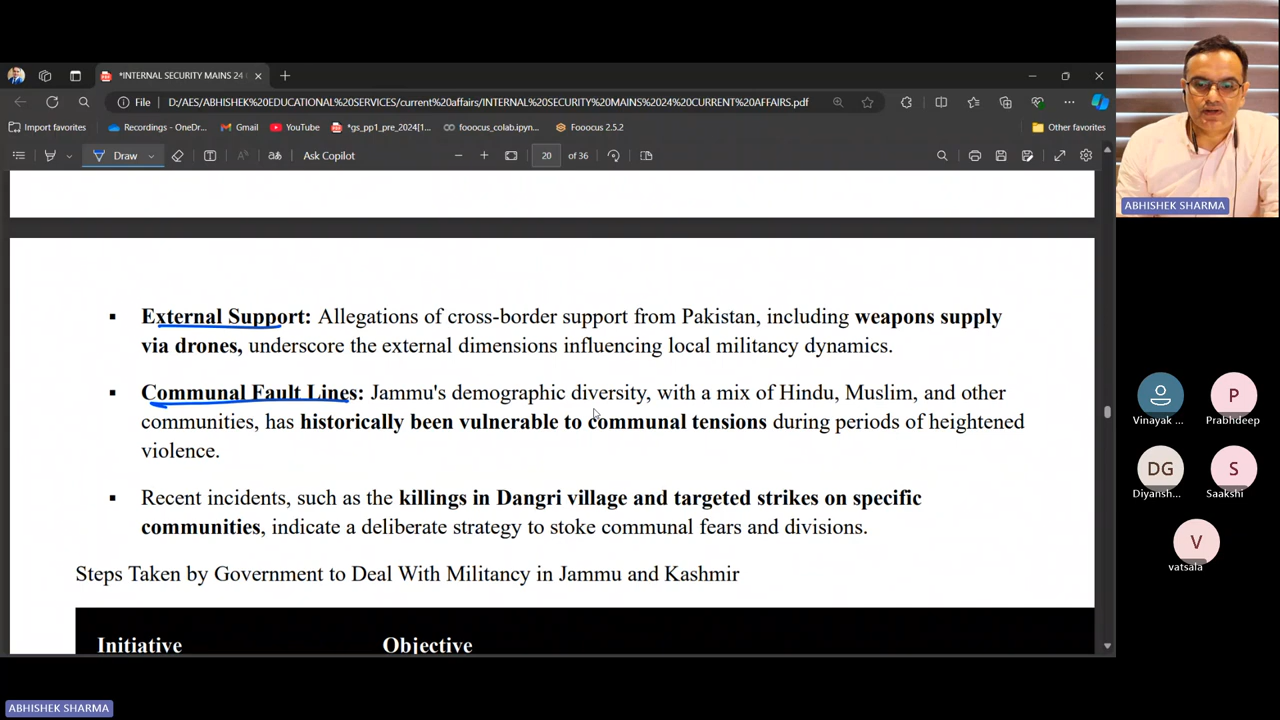 *INTERNAL SECURITY MAINS 24
File
D:/AES/ABHISHEK%20EDUCATIONAL%20SERVICES/current%20affairs/INTERNAL%20SECURITY%20MAINS%202024%20CURRENT%20AFFAIRS.pdf
Import favorites
Recordings - OneDr...
Gmail
YouTube
*gs_pp1_pre_2024[1...
fooocus_colab.ipyn...
Fooocus 2.5.2
Other favorites
Draw
Ask Copilot
20 of 36
▪ External Support: Allegations of cross-border support from Pakistan, including weapons supply
via drones, underscore the external dimensions influencing local militancy dynamics.
▪ Communal Fault Lines: Jammu's demographic diversity, with a mix of Hindu, Muslim, and other
communities, has historically been vulnerable to communal tensions during periods of heightened
violence.
▪ Recent incidents, such as the killings in Dangri village and targeted strikes on specific
communities, indicate a deliberate strategy to stoke communal fears and divisions.
Steps Taken by Government to Deal With Militancy in Jammu and Kashmir
Initiative Objective
ABHISHEK SHARMA
Vinayak ...
P
Prabhdeep
DG
Diyansh...
S
Saakshi
V
vatsala
ABHISHEK SHARMA